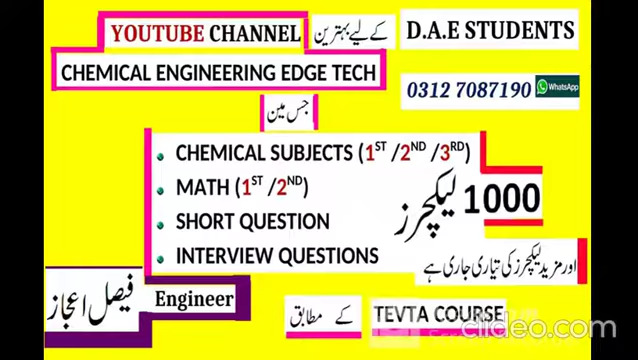 D.A.E STUDENTS کے لیے بہترین YOUTUBE CHANNEL
CHEMICAL ENGINEERING EDGE TECH
0312 7087190 WhatsApp
جس مین
CHEMICAL SUBJECTS (1ST /2ND /3RD)
MATH (1ST /2ND)
SHORT QUESTION
INTERVIEW QUESTIONS
1000 لیکچرز
اور مزید لیکچرز کی تیاری جاری ہے
فیصل اعجاز Engineer
TEVTA COURSE کے مطابق
clideo.com